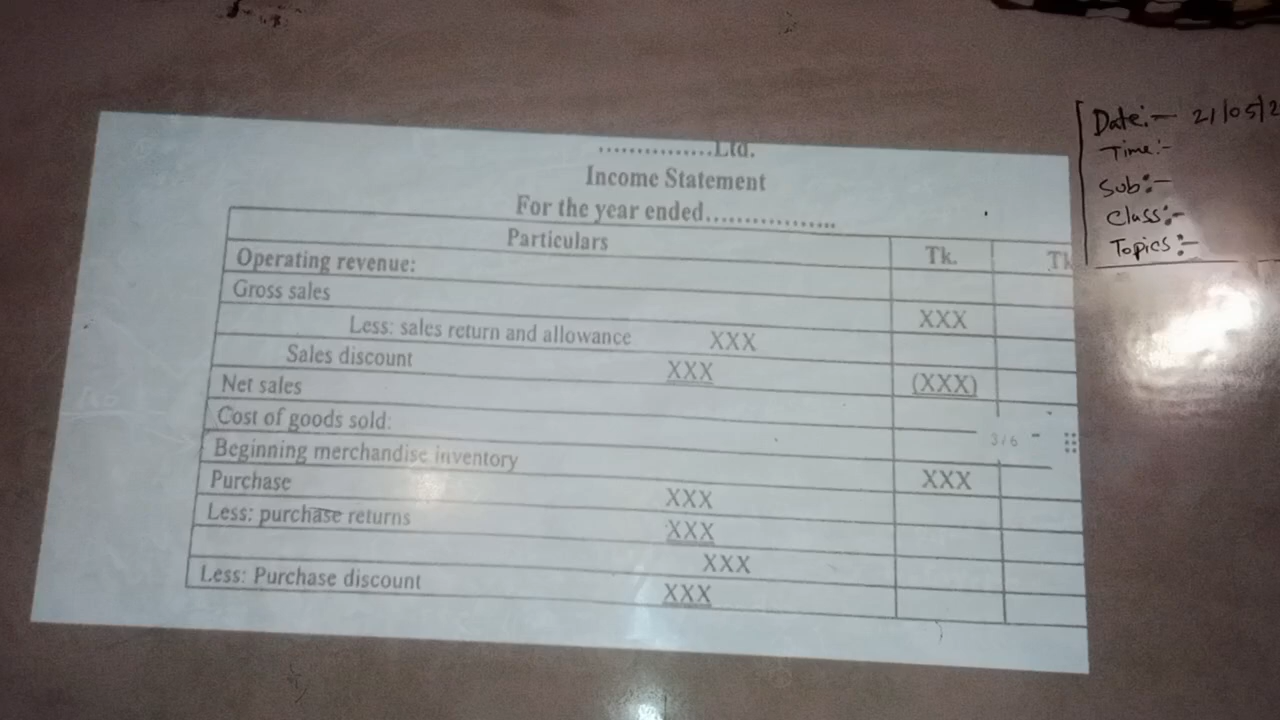 ...............Ltd.
Income Statement
For the year ended.................
Particulars Tk. Tk
Operating revenue:
Gross sales XXX
Less: sales return and allowance XXX
Sales discount XXX (XXX)
Net sales
Cost of goods sold:
Beginning merchandise inventory XXX
Purchase XXX
Less: purchase returns XXX
XXX
Less: Purchase discount XXX
3/6
Date:- 21/05/2
Time:-
Sub:-
Class:-
Topics:-